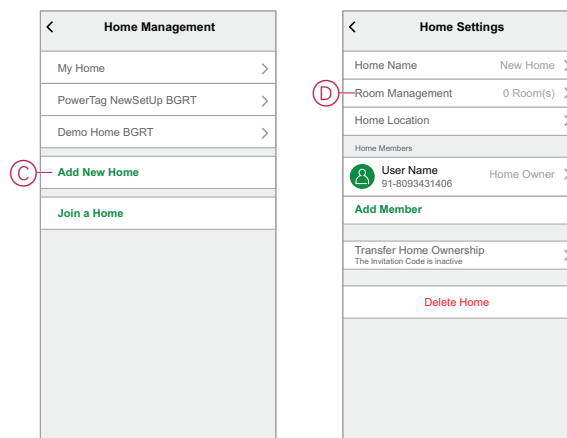 Home Management
My Home
PowerTag NewSetUp BGRT
Demo Home BGRT
C
Add New Home
Join a Home
Home Settings
Home Name New Home
D
Room Management 0 Room(s)
Home Location
Home Members
User Name
91-8093431406
Home Owner
Add Member
Transfer Home Ownership
The Invitation Code is inactive
Delete Home